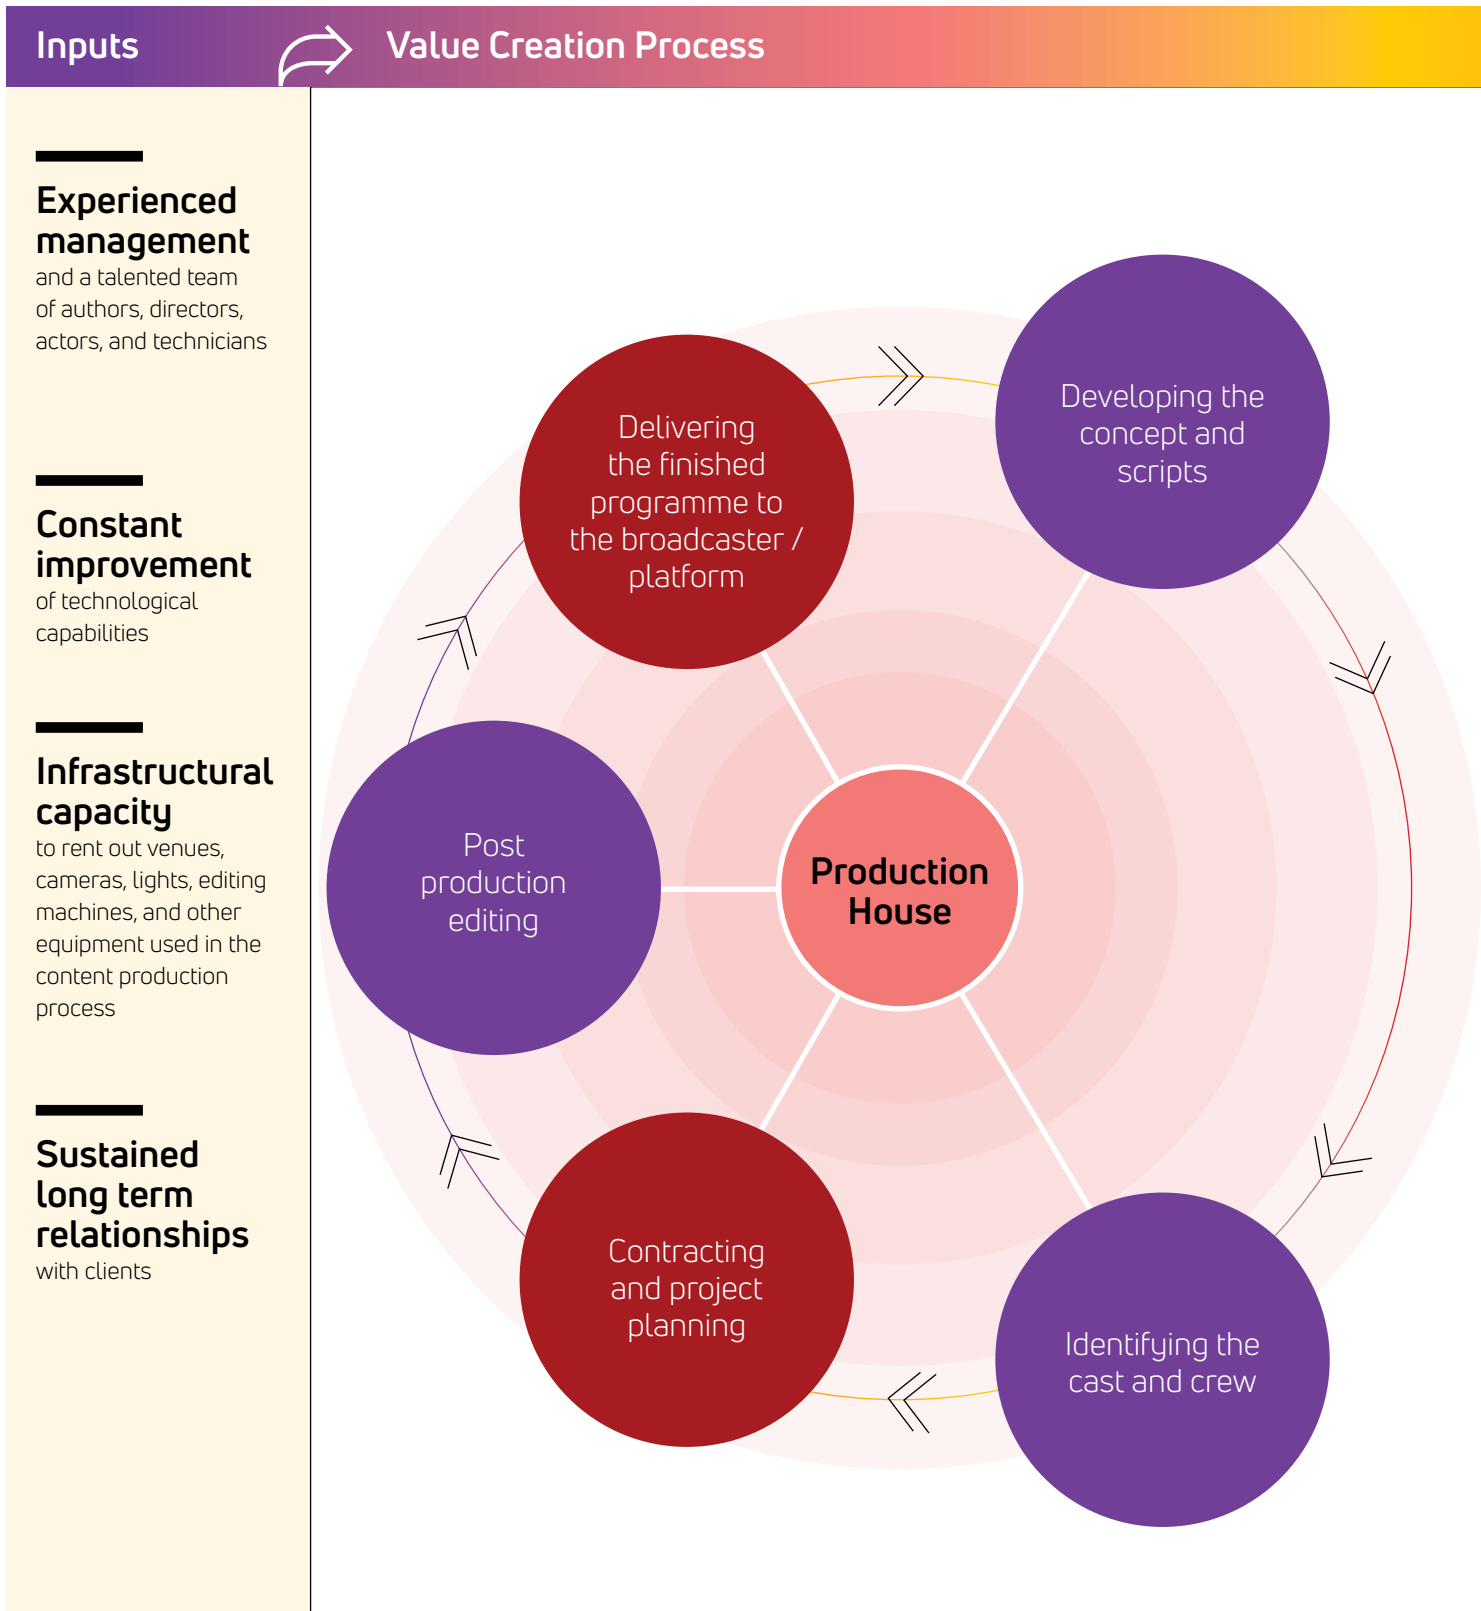 Inputs
Value Creation Process
Experienced
management
and a talented team
of authors, directors,
actors, and technicians
Constant
improvement
of technological
capabilities
Infrastructural
capacity
to rent out venues,
cameras, lights, editing
machines, and other
equipment used in the
content production
process
Sustained
long term
relationships
with clients
Developing the
concept and
scripts
Identifying the
cast and crew
Contracting
and project
planning
Post
production
editing
Delivering
the finished
programme to
the broadcaster /
platform
Production
House